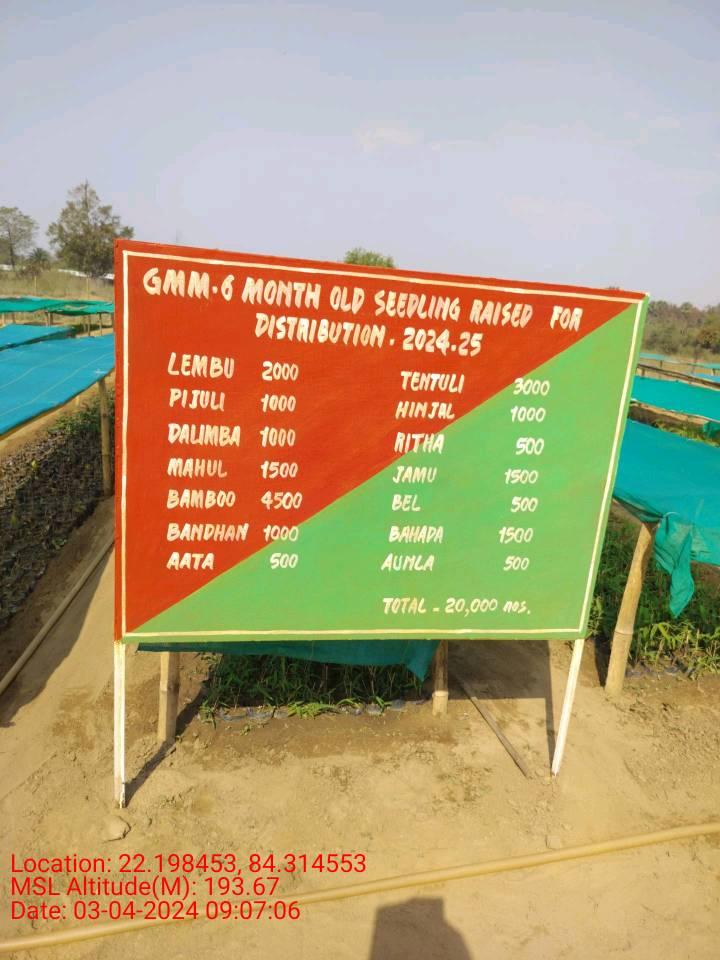 GMM-6 MONTH OLD SEEDLING RAISED FOR
DISTRIBUTION. 2024.25
LEMBU 2000
PIJULI 1000
DALIMBA 1000
MAHUL 1500
BAMBOO 4500
BANDHAN 1000
AATA 500
TENTULI 3000
HINJAL 1000
RITHA 500
JAMU 1500
BEL 500
BAHADA 1500
AUNLA 500
TOTAL - 20,000 nos.
Location: 22.198453, 84.314553
MSL Altitude(M): 193.67
Date: 03-04-2024 09:07:06